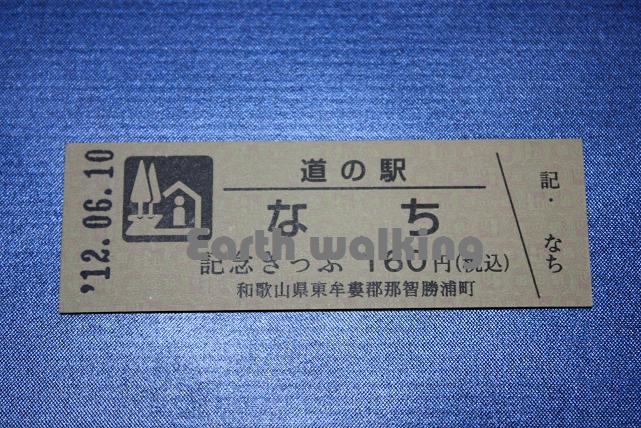 '12.06.10
道の駅
なち
Earth walking
記念きっぷ 160円(税込)
和歌山県東牟婁郡那智勝浦町
記・なち